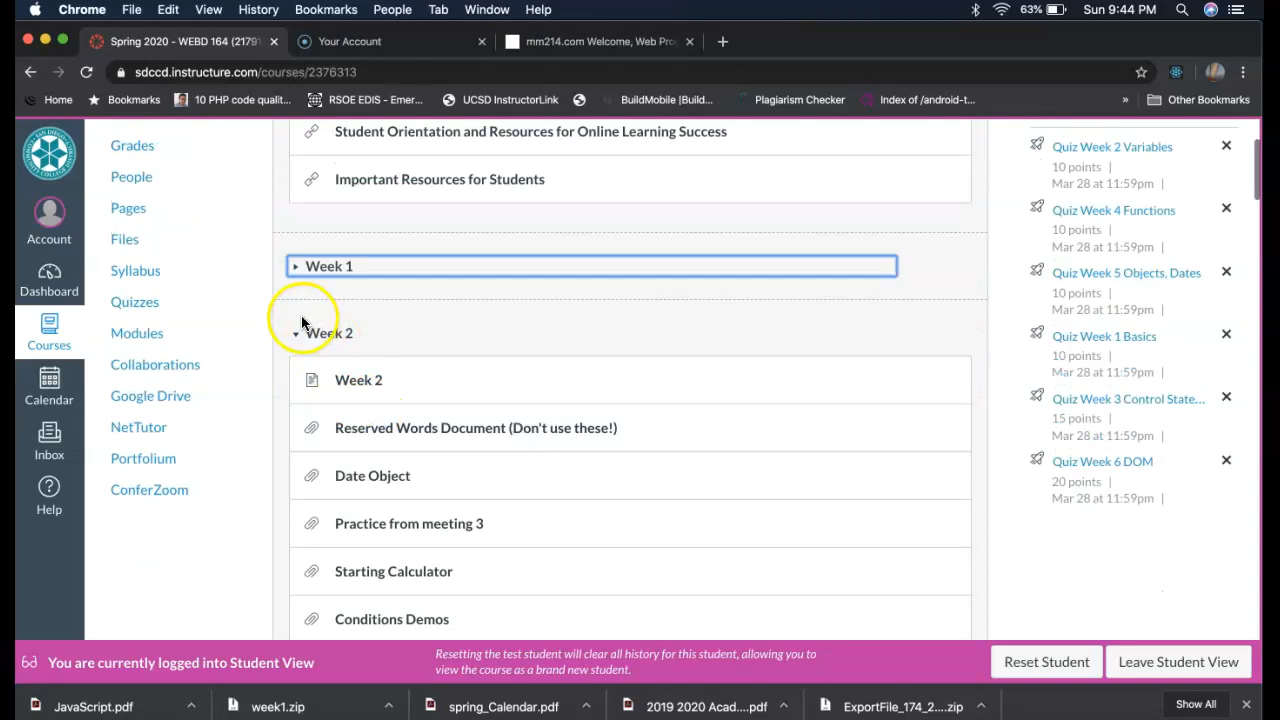 Chrome File Edit View History Bookmarks People Tab Window Help 63% Sun 9:44 PM
Spring 2020 - WEBD 164 (2179 Your Account mm214.com Welcome, Web Pro
sdccd.instructure.com/courses/2376313
Home Bookmarks 10 PHP code qualit... RSOE EDIS - Emer... UCSD InstructorLink BuildMobile |Build... Plagiarism Checker Index of /android-t... » Other Bookmarks
Account
Dashboard
Courses
Calendar
Inbox
Help
Grades
People
Pages
Files
Syllabus
Quizzes
Modules
Collaborations
Google Drive
NetTutor
Portfolium
ConferZoom
Student Orientation and Resources for Online Learning Success
Important Resources for Students
Week 1
Week 2
Week 2
Reserved Words Document (Don't use these!)
Date Object
Practice from meeting 3
Starting Calculator
Conditions Demos
Quiz Week 2 Variables
10 points |
Mar 28 at 11:59pm |
Quiz Week 4 Functions
10 points |
Mar 28 at 11:59pm |
Quiz Week 5 Objects, Dates
10 points |
Mar 28 at 11:59pm |
Quiz Week 1 Basics
10 points |
Mar 28 at 11:59pm |
Quiz Week 3 Control State...
15 points |
Mar 28 at 11:59pm |
Quiz Week 6 DOM
20 points |
Mar 28 at 11:59pm |
You are currently logged into Student View
Resetting the test student will clear all history for this student, allowing you to
view the course as a brand new student.
Reset Student
Leave Student View
JavaScript.pdf week1.zip spring_Calendar.pdf 2019 2020 Acad....pdf ExportFile_174_2....zip Show All